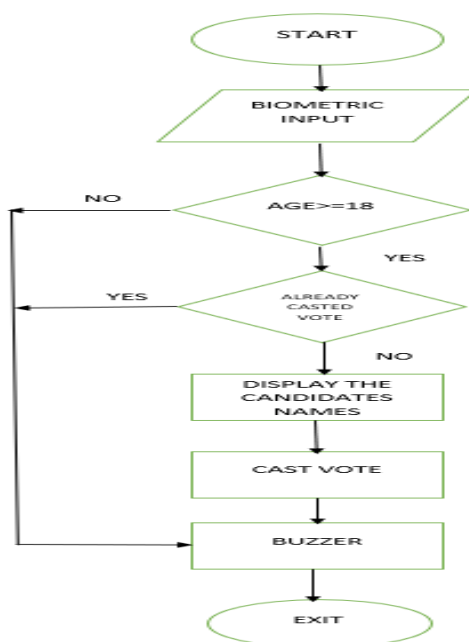 START
BIOMETRIC
INPUT
NO
AGE>=18
YES
YES
ALREADY
CASTED
VOTE
NO
DISPLAY THE
CANDIDATES
NAMES
CAST VOTE
BUZZER
EXIT